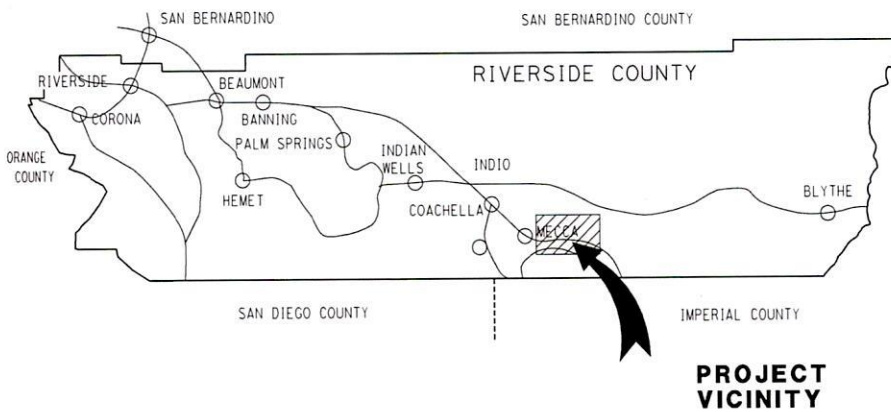 SAN BERNARDINO
SAN BERNARDINO COUNTY
RIVERSIDE COUNTY
RIVERSIDE
BEAUMONT
CORONA
BANNING
PALM SPRINGS
INDIAN
WELLS
INDIO
ORANGE
COUNTY
HEMET
COACHELLA
BLYTHE
MECCA
SAN DIEGO COUNTY
IMPERIAL COUNTY
PROJECT
VICINITY